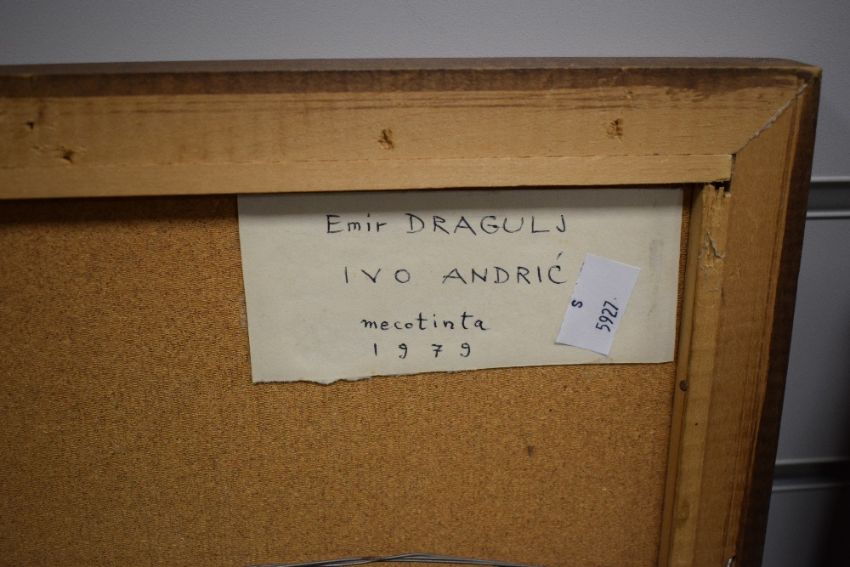 Emir DRAGULJ
IVO ANDRIĆ
mecotinta
1979
S
5927